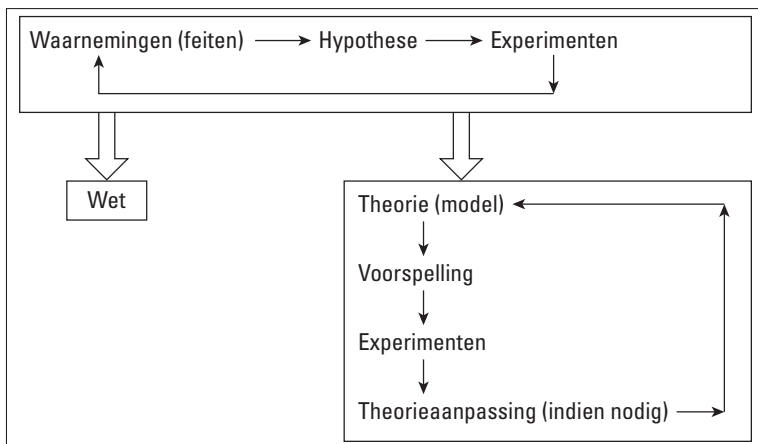 Waarnemingen (feiten) Hypothese Experimenten
Wet
Theorie (model)
Voorspelling
Experimenten
Theorieaanpassing (indien nodig)